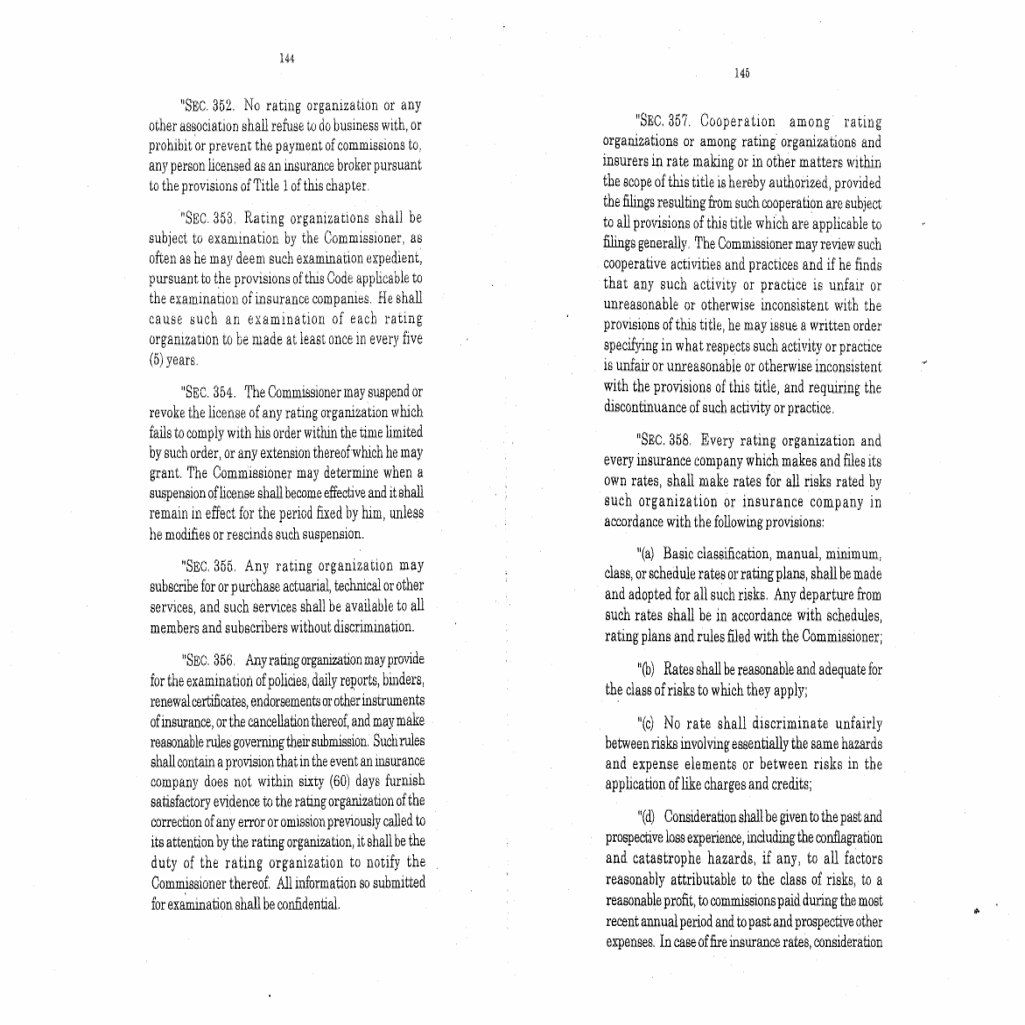 144
"SEC. 352. No rating organization or any
other association shall refuse to do business with, or
prohibit or prevent the payment of commissions to,
any person licensed as an insurance broker pursuant
to the provisions of Title 1 of this chapter.
"SEC. 353. Rating organizations shall be
subject to examination by the Commissioner, as
often as he may deem such examination expedient,
pursuant to the provisions of this Code applicable to
the examination of insurance companies. He shall
cause such an examination of each rating
organization to be made at least once in every five
(5) years.
"SEC. 354. The Commissioner may suspend or
revoke the license of any rating organization which
fails to comply with his order within the time limited
by such order, or any extension thereof which he may
grant. The Commissioner may determine when a
suspension of license shall become effective and it shall
remain in effect for the period fixed by him, unless
he modifies or rescinds such suspension.
"SEC. 355. Any rating organization may
subscribe for or purchase actuarial, technical or other
services, and such services shall be available to all
members and subscribers without discrimination.
"SEC. 356. Any rating organization may provide
for the examination of policies, daily reports, binders,
renewal certificates, endorsements or other instruments
of insurance, or the cancellation thereof, and may make
reasonable rules governing their submission. Such rules
shall contain a provision that in the event an insurance
company does not within sixty (60) days furnish
satisfactory evidence to the rating organization of the
correction of any error or omission previously called to
its attention by the rating organization, it shall be the
duty of the rating organization to notify the
Commissioner thereof. All information so submitted
for examination shall be confidential.
145
"SEC. 357. Cooperation among rating
organizations or among rating organizations and
insurers in rate making or in other matters within
the scope of this title is hereby authorized, provided
the filings resulting from such cooperation are subject
to all provisions of this title which are applicable to
filings generally. The Commissioner may review such
cooperative activities and practices and if he finds
that any such activity or practice is unfair or
unreasonable or otherwise inconsistent with the
provisions of this title, he may issue a written order
specifying in what respects such activity or practice
is unfair or unreasonable or otherwise inconsistent
with the provisions of this title, and requiring the
discontinuance of such activity or practice.
"SEC. 358. Every rating organization and
every insurance company which makes and files its
own rates, shall make rates for all risks rated by
such organization or insurance company in
accordance with the following provisions:
"(a) Basic classification, manual, minimum,
class, or schedule rates or rating plans, shall be made
and adopted for all such risks. Any departure from
such rates shall be in accordance with schedules,
rating plans and rules filed with the Commissioner;
"(b) Rates shall be reasonable and adequate for
the class of risks to which they apply;
"(c) No rate shall discriminate unfairly
between risks involving essentially the same hazards
and expense elements or between risks in the
application of like charges and credits;
"(d) Consideration shall be given to the past and
prospective loss experience, including the conflagration
and catastrophe hazards, if any, to all factors
reasonably attributable to the class of risks, to a
reasonable profit, to commissions paid during the most
recent annual period and to past and prospective other
expenses. In case of fire insurance rates, consideration